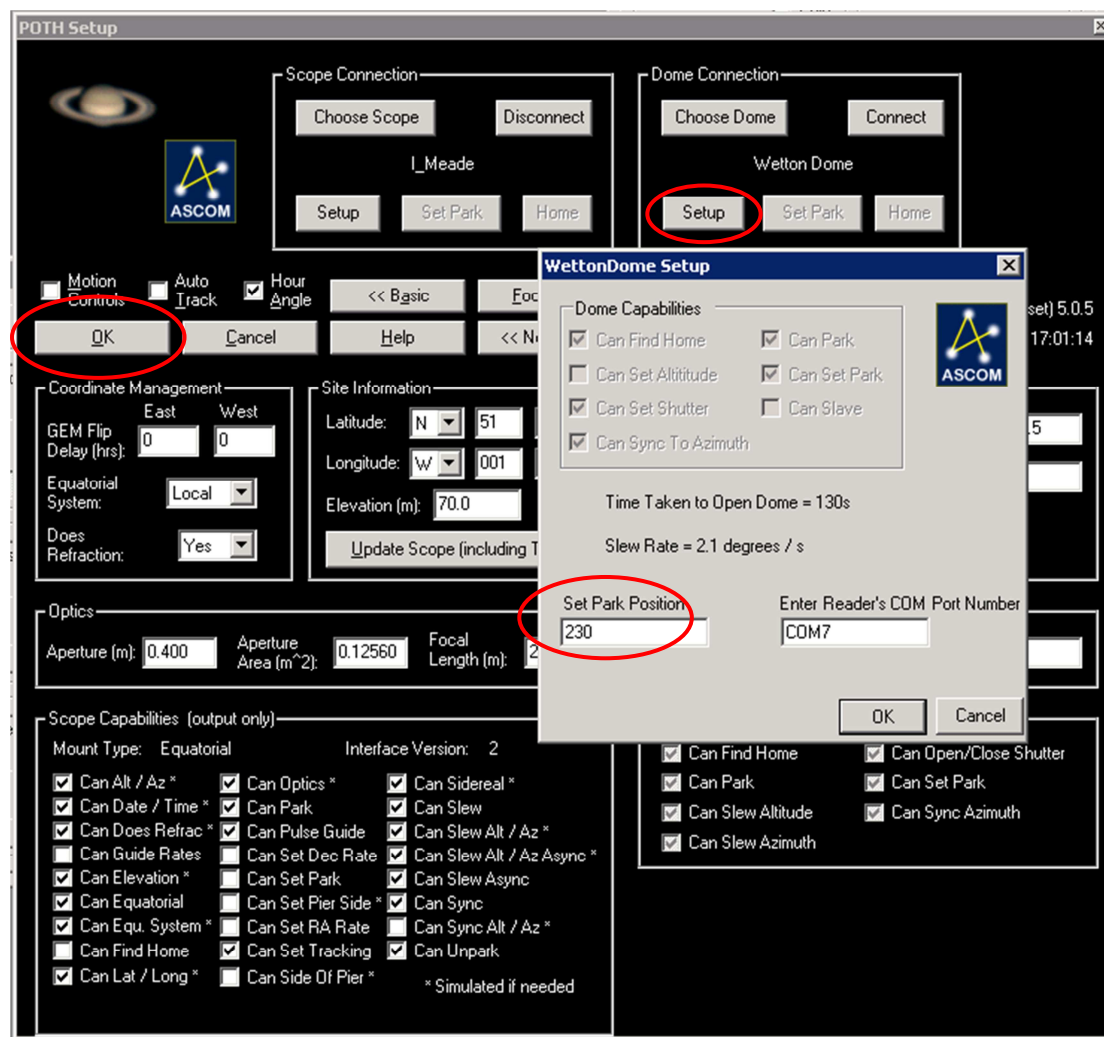 POTH Setup
Scope Connection
Choose Scope
Disconnect
I_Meade
Setup
Set Park
Home
Dome Connection
Choose Dome
Connect
Wetton Dome
Setup
Set Park
Home
ASCOM
Motion Controls
Auto Track
Hour Angle
<< Basic
OK
Cancel
Help
<<
5.0.5
17:01:14
Coordinate Management
East West
GEM Flip
Delay (hrs): 0 0
Equatorial
System: Local
Does
Refraction: Yes
Site Information
Latitude: N 51
Longitude: W 001
Elevation (m): 70.0
Update Scope (including
.5
Optics
Aperture (m): 0.400
Aperture
Area (m^2): 0.12560
Focal
Length (m): 2
Scope Capabilities (output only)
Mount Type: Equatorial Interface Version: 2
Can Alt / Az *
Can Date / Time *
Can Does Refrac *
Can Guide Rates
Can Elevation *
Can Equatorial
Can Equ. System *
Can Find Home
Can Lat / Long *
Can Optics *
Can Park
Can Pulse Guide
Can Set Dec Rate
Can Set Park
Can Set Pier Side *
Can Set RA Rate
Can Set Tracking
Can Side Of Pier *
Can Sidereal *
Can Slew
Can Slew Alt / Az *
Can Slew Alt / Az Async *
Can Slew Async
Can Sync
Can Sync Alt / Az *
Can Unpark
* Simulated if needed
Can Find Home
Can Park
Can Slew Altitude
Can Slew Azimuth
Can Open/Close Shutter
Can Set Park
Can Sync Azimuth
WettonDome Setup
Dome Capabilities
Can Find Home
Can Set Altititude
Can Set Shutter
Can Sync To Azimuth
Can Park
Can Set Park
Can Slave
ASCOM
Time Taken to Open Dome = 130s
Slew Rate = 2.1 degrees / s
Set Park Position
230
Enter Reader's COM Port Number
COM7
OK
Cancel